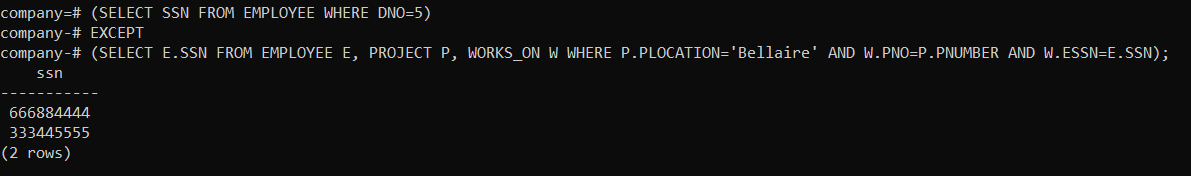 company=# (SELECT SSN FROM EMPLOYEE WHERE DNO=5)
company-# EXCEPT
company-# (SELECT E.SSN FROM EMPLOYEE E, PROJECT P, WORKS_ON W WHERE P.PLOCATION='Bellaire' AND W.PNO=P.PNUMBER AND W.ESSN=E.SSN);
    ssn
-----------
 666884444
 333445555
(2 rows)